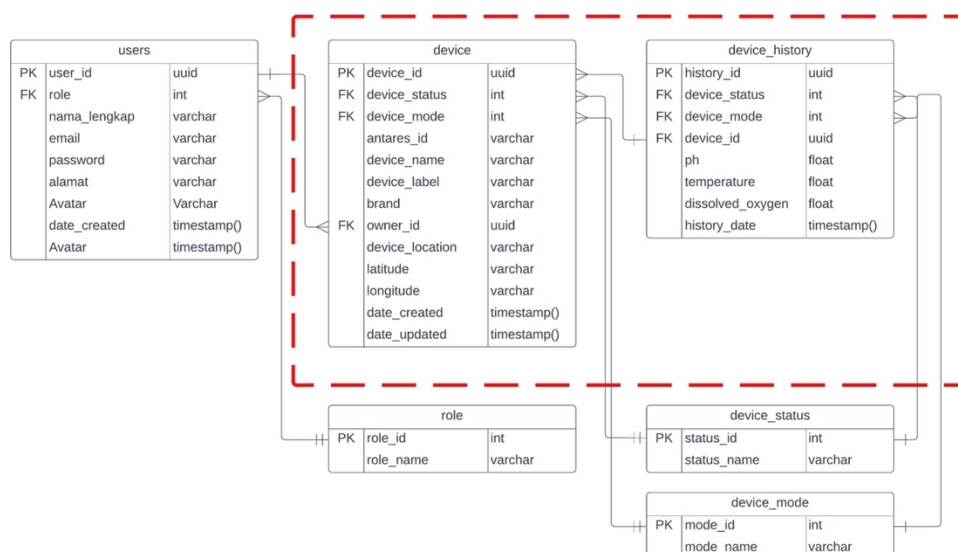 users
PK user_id uuid
FK role int
nama_lengkap varchar
email varchar
password varchar
alamat varchar
Avatar Varchar
date_created timestamp()
Avatar timestamp()
device
PK device_id uuid
FK device_status int
FK device_mode int
antares_id varchar
device_name varchar
device_label varchar
brand varchar
FK owner_id uuid
device_location varchar
latitude varchar
longitude varchar
date_created timestamp()
date_updated timestamp()
device_history
PK history_id uuid
FK device_status int
FK device_mode int
FK device_id uuid
ph float
temperature float
dissolved_oxygen float
history_date timestamp()
role
PK role_id int
role_name varchar
device_status
PK status_id int
status_name varchar
device_mode
PK mode_id int
mode_name varchar